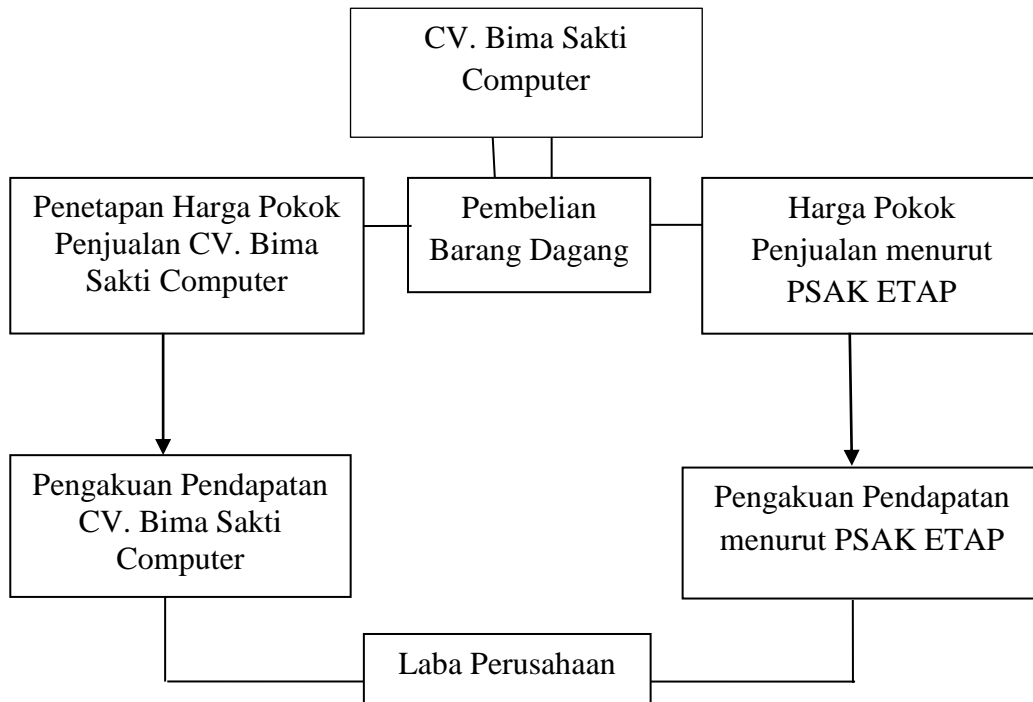 CV. Bima Sakti
Computer
Penetapan Harga Pokok
Penjualan CV. Bima
Sakti Computer
Pembelian
Barang Dagang
Harga Pokok
Penjualan menurut
PSAK ETAP
Pengakuan Pendapatan
CV. Bima Sakti
Computer
Pengakuan Pendapatan
menurut PSAK ETAP
Laba Perusahaan